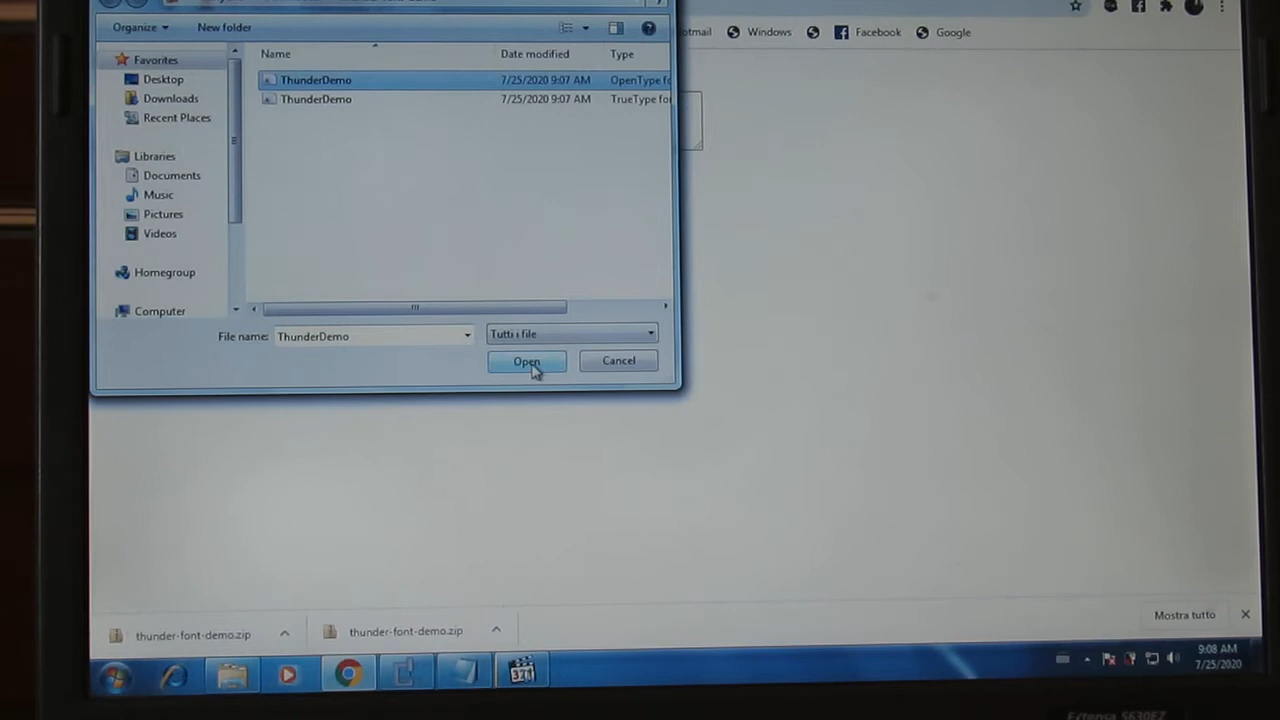 Organize
New folder
otmail
Windows
Facebook
Google
Name
Date modified
Type
Favorites
ThunderDemo
7/25/2020 9:07 AM
OpenType fo
Desktop
ThunderDemo
7/25/2020 9:07 AM
TrueType fo
Downloads
Recent Places
Libraries
Documents
Music
Pictures
Videos
Homegroup
Computer
File name:
ThunderDemo
Tutti i file
Open
Cancel
thunder-font-demo.zip
thunder-font-demo.zip
Mostra tutto
321
9:08 AM
7/25/2020
Extensa 5630EZ